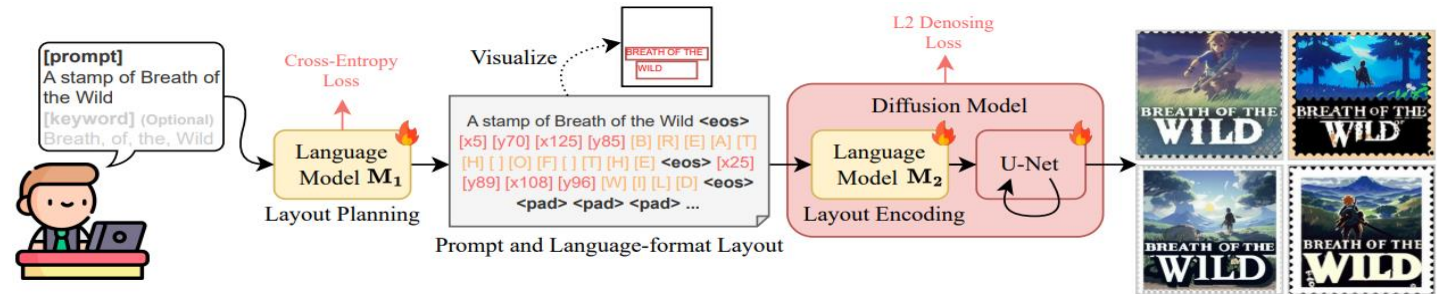 [prompt]
A stamp of Breath of
the Wild
[keyword] (Optional)
Breath, of, the, Wild
Cross-Entropy
Loss
Language
Model M₁
Layout Planning
Visualize
BREATH OF THE
WILD
A stamp of Breath of the Wild <eos>
[x5] [y70] [x125] [y85] [B] [R] [E] [A] [T]
[H] [ ] [O] [F] [ ] [T] [H] [E] <eos> [x25]
[y89] [x108] [y96] [W] [I] [L] [D] <eos>
<pad> <pad> <pad> ...
Prompt and Language-format Layout
L2 Denosing
Loss
Diffusion Model
Language
Model M₂
Layout Encoding
U-Net
BREATH OF THE
WILD
BREATH OF THE
WILD
BREATH OF THE
WILD
BREATH OF THE
WILD